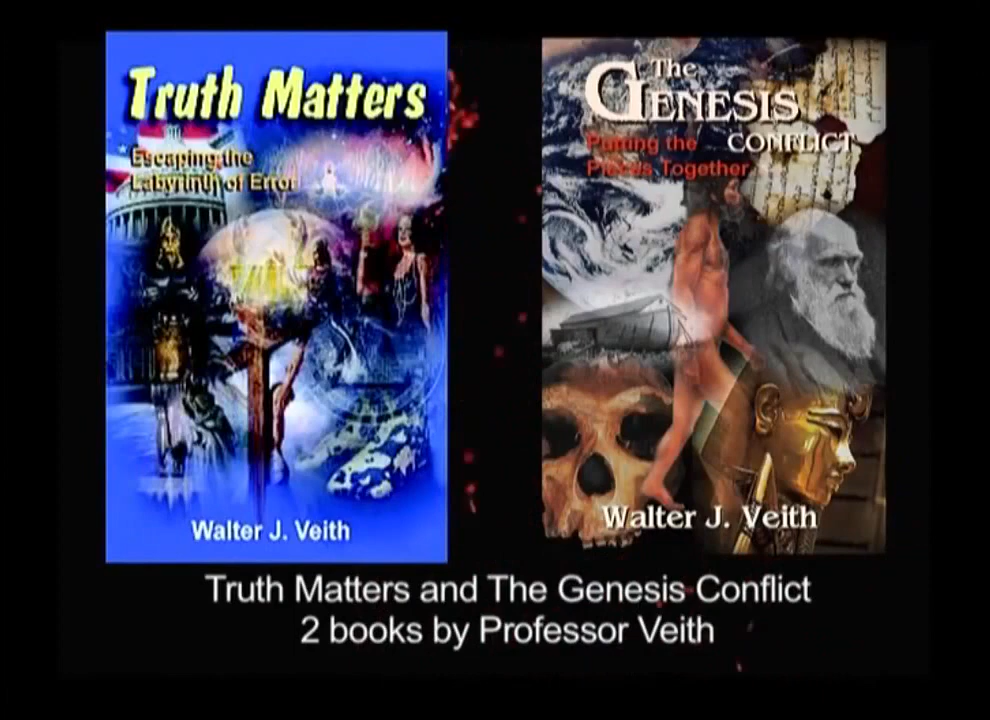 Truth Matters
Escaping the
Labyrinth of Error
Walter J. Veith
The
GENESIS
CONFLICT
Putting the
Pieces Together
Walter J. Veith
Truth Matters and The Genesis Conflict
2 books by Professor Veith